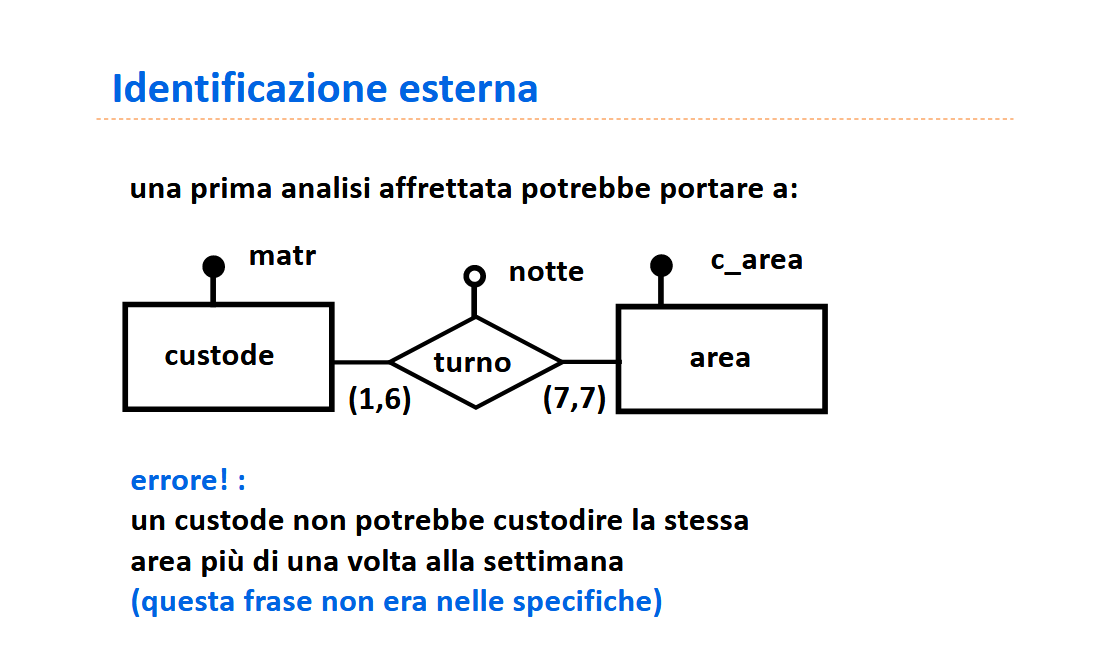 Identificazione esterna
una prima analisi affrettata potrebbe portare a:
matr
notte
c_area
custode
turno
area
(1,6)
(7,7)
errore! :
un custode non potrebbe custodire la stessa
area più di una volta alla settimana
(questa frase non era nelle specifiche)